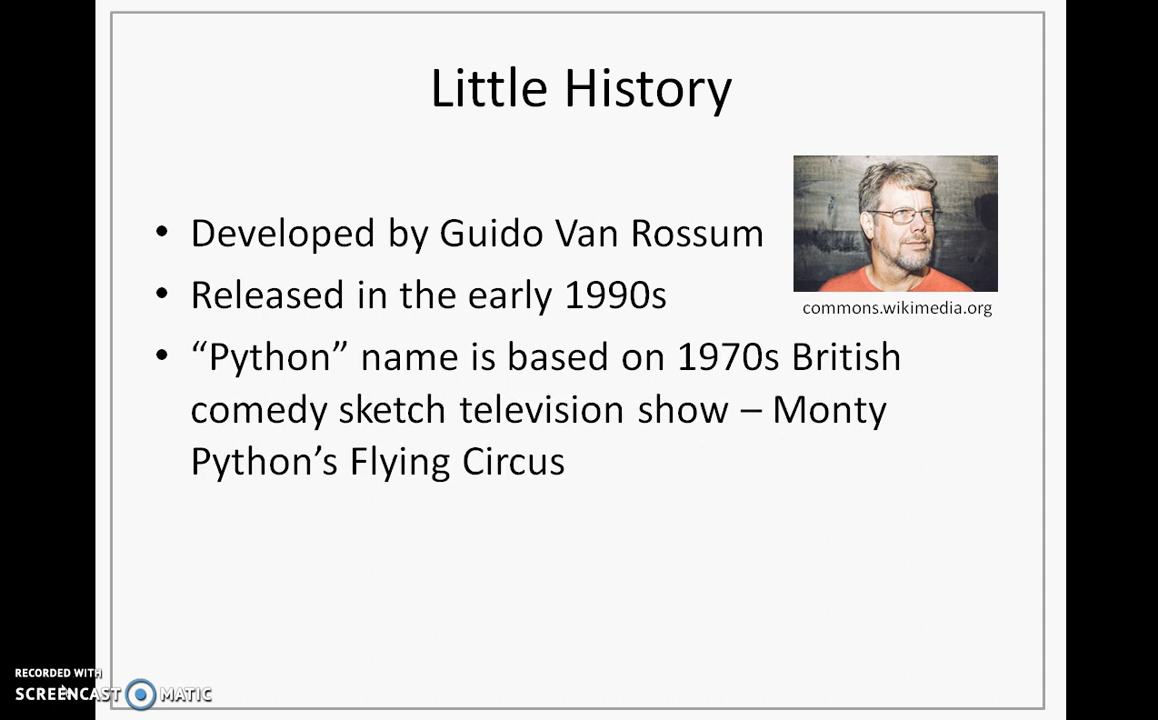 Little History
• Developed by Guido Van Rossum
• Released in the early 1990s
commons.wikimedia.org
• “Python” name is based on 1970s British
comedy sketch television show – Monty
Python’s Flying Circus
RECORDED WITH
SCREENCAST MATIC